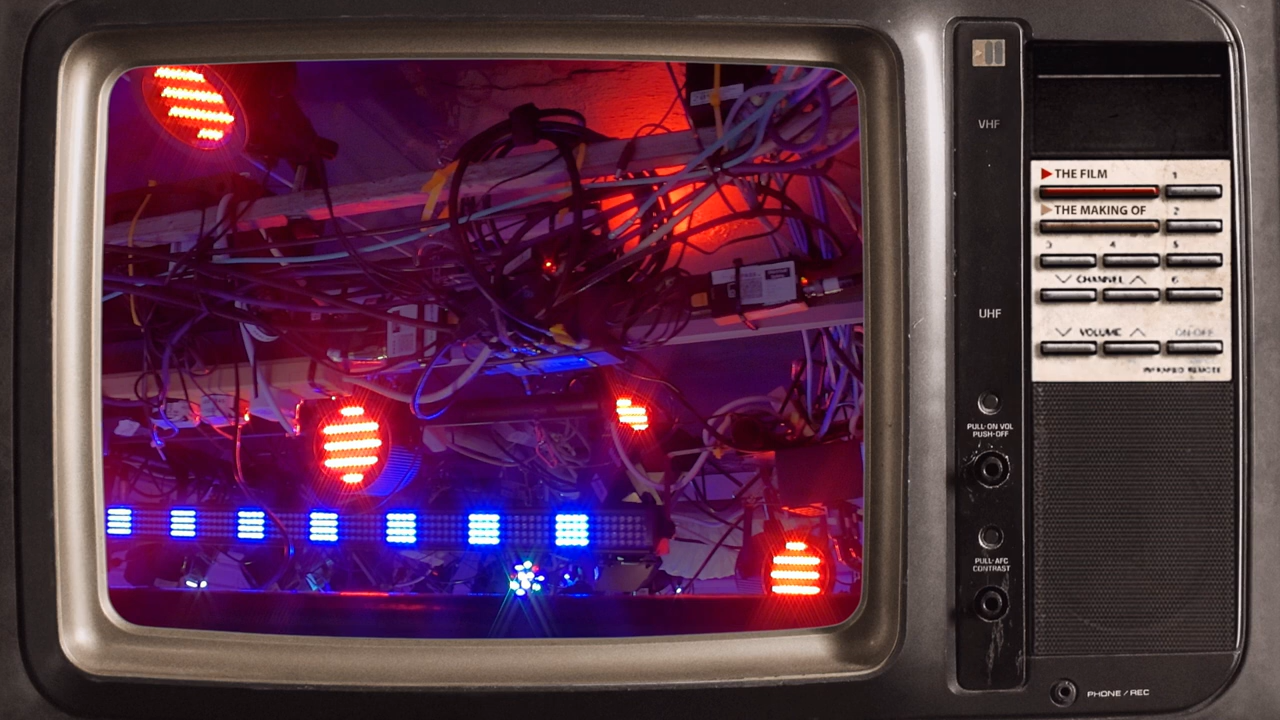 VHF
UHF
PULL-ON VOL
PUSH-OFF
PULL-AFC
CONTRAST
THE FILM 1
THE MAKING OF 2
3 4 5
CHANNEL 6
VOLUME ON-OFF
INFRARED REMOTE
PHONE / REC